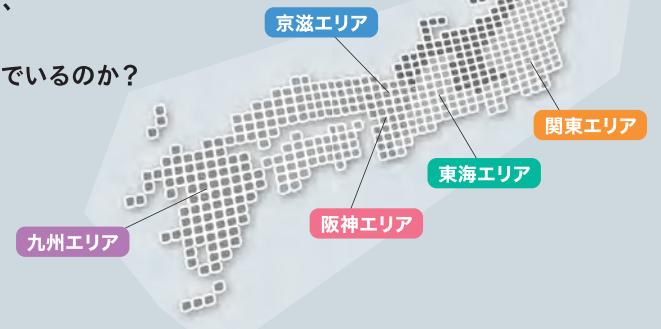 、
京滋エリア
でいるのか？
関東エリア
東海エリア
阪神エリア
九州エリア